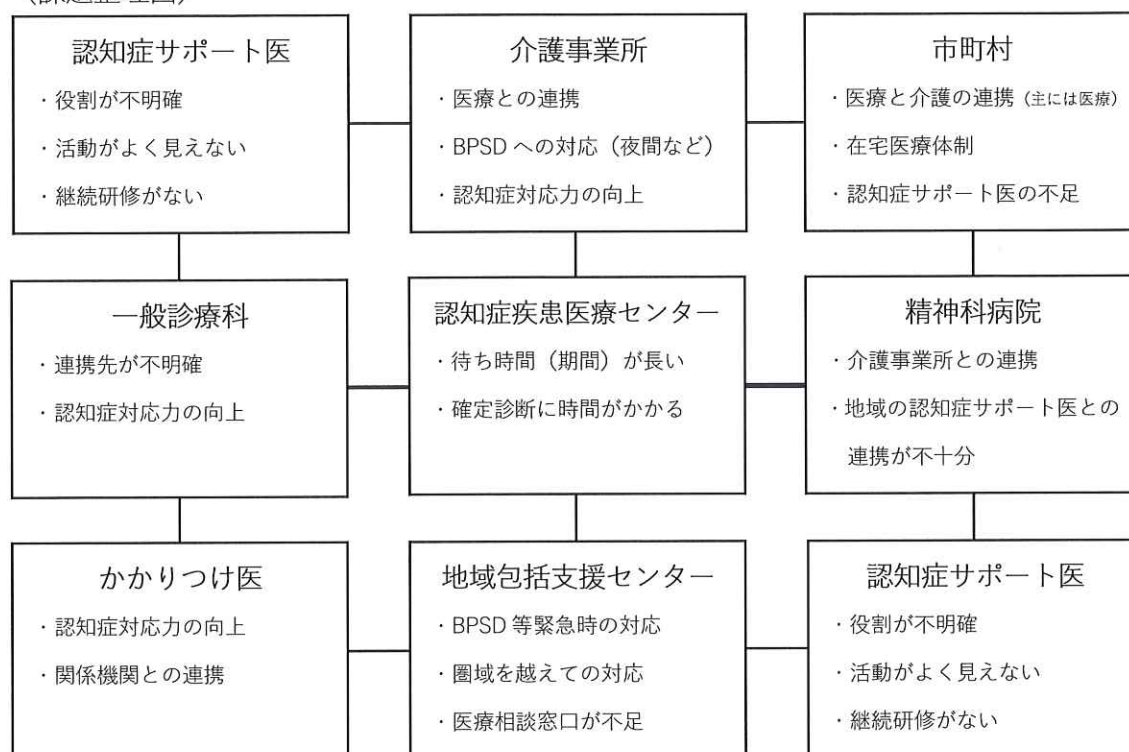 (課題整理図)
認知症サポート医
・役割が不明確
・活動がよく見えない
・継続研修がない
介護事業所
・医療との連携
・BPSD への対応（夜間など）
・認知症対応力の向上
市町村
・医療と介護の連携（主には医療）
・在宅医療体制
・認知症サポート医の不足
一般診療科
・連携先が不明確
・認知症対応力の向上
認知症疾患医療センター
・待ち時間（期間）が長い
・確定診断に時間がかかる
精神科病院
・介護事業所との連携
・地域の認知症サポート医との
連携が不十分
かかりつけ医
・認知症対応力の向上
・関係機関との連携
地域包括支援センター
・BPSD 等緊急時の対応
・圏域を越えての対応
・医療相談窓口が不足
認知症サポート医
・役割が不明確
・活動がよく見えない
・継続研修がない